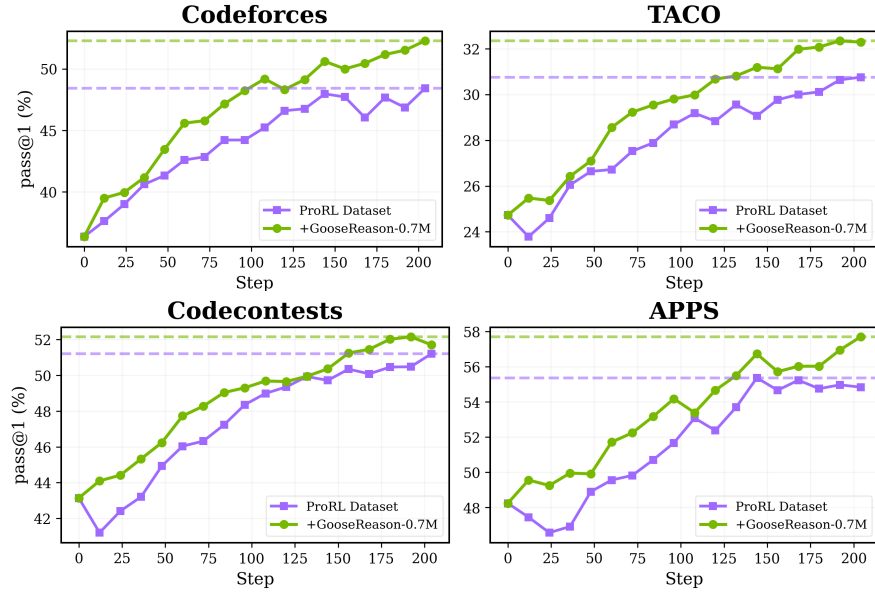 Codeforces
pass@1 (%)
50
45
40
0 25 50 75 100 125 150 175 200
Step
ProRL Dataset
+GooseReason-0.7M
TACO
32
30
28
26
24
0 25 50 75 100 125 150 175 200
Step
ProRL Dataset
+GooseReason-0.7M
Codecontests
pass@1 (%)
52
50
48
46
44
42
0 25 50 75 100 125 150 175 200
Step
ProRL Dataset
+GooseReason-0.7M
APPS
58
56
54
52
50
48
0 25 50 75 100 125 150 175 200
Step
ProRL Dataset
+GooseReason-0.7M